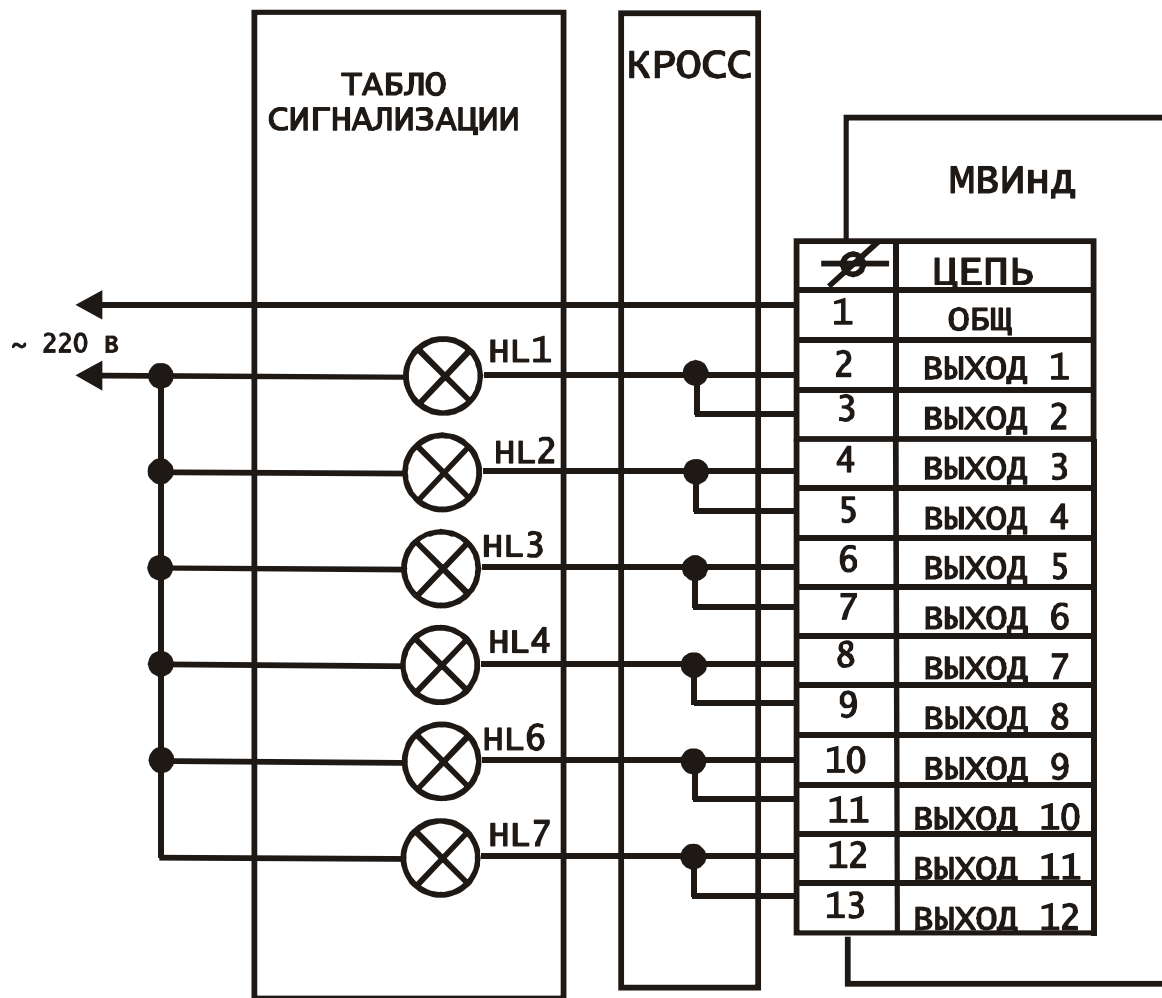 ТАБЛО
СИГНАЛИЗАЦИИ
КРОСС
МВИнд
ЦЕПЬ
1 ОБЩ
~ 220 В
HL1
2 ВЫХОД 1
3 ВЫХОД 2
HL2
4 ВЫХОД 3
5 ВЫХОД 4
HL3
6 ВЫХОД 5
7 ВЫХОД 6
HL4
8 ВЫХОД 7
9 ВЫХОД 8
HL6
10 ВЫХОД 9
11 ВЫХОД 10
HL7
12 ВЫХОД 11
13 ВЫХОД 12